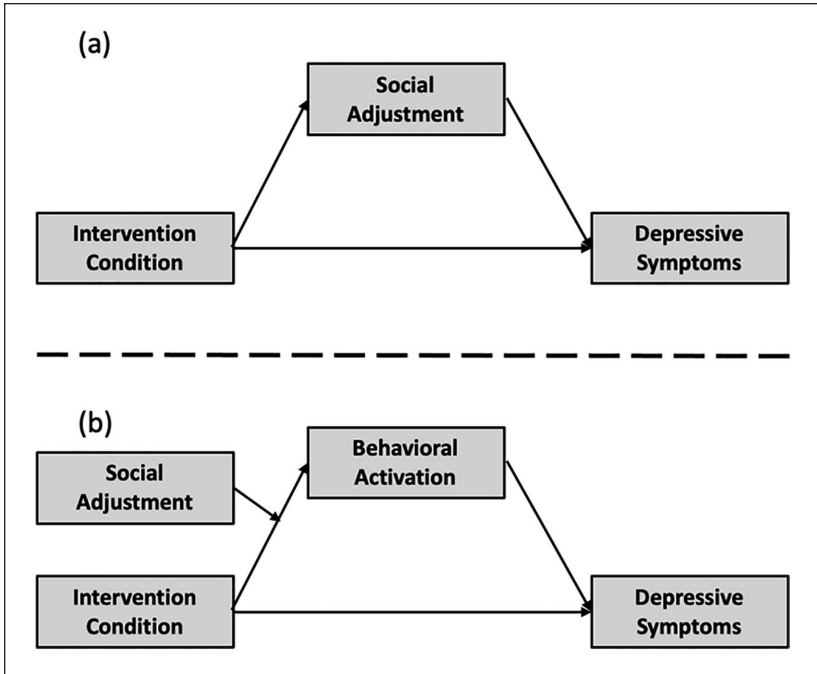 (a)
Social
Adjustment
Intervention
Condition
Depressive
Symptoms
(b)
Social
Adjustment
Behavioral
Activation
Intervention
Condition
Depressive
Symptoms